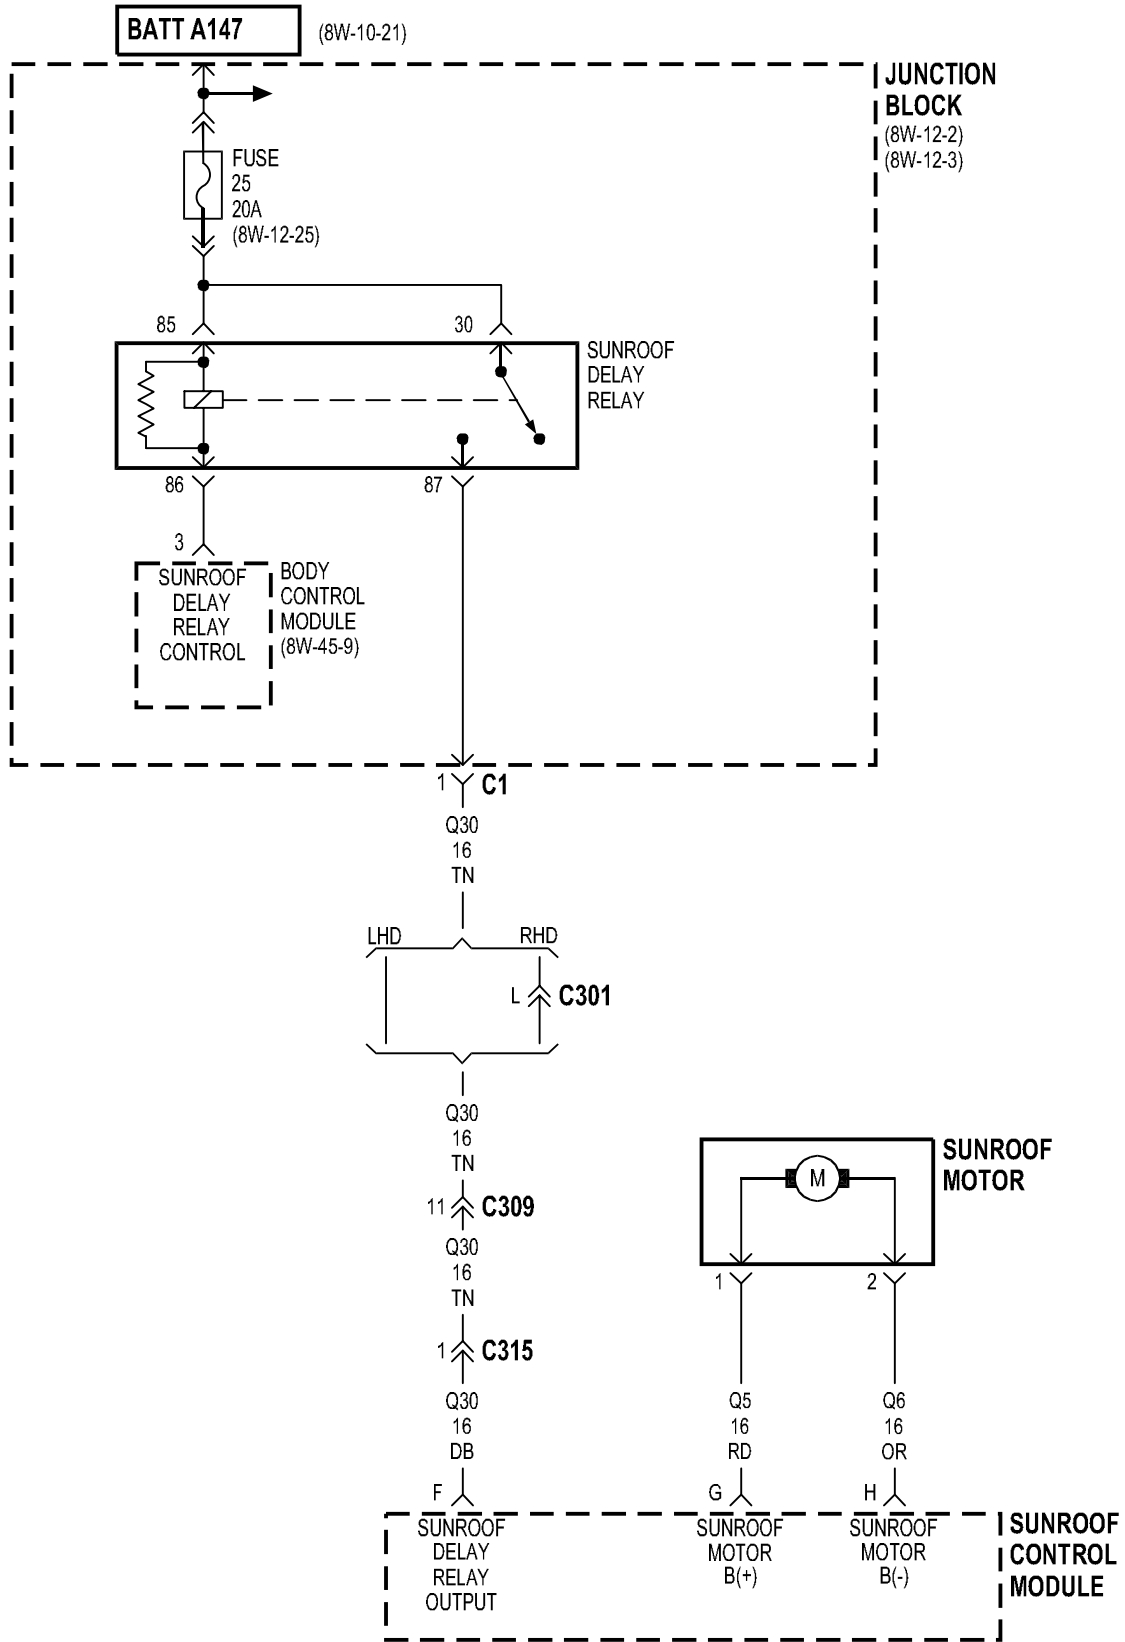 BATT A147
(8W-10-21)
JUNCTION
BLOCK
(8W-12-2)
(8W-12-3)
FUSE
25
20A
(8W-12-25)
85
30
SUNROOF
DELAY
RELAY
86
87
3
SUNROOF
DELAY
RELAY
CONTROL
BODY
CONTROL
MODULE
(8W-45-9)
1
C1
Q30
16
TN
LHD
RHD
L
C301
Q30
16
TN
11
C309
Q30
16
TN
1
C315
Q30
16
DB
F
SUNROOF
MOTOR
M
1
2
Q5
16
RD
G
Q6
16
OR
H
SUNROOF
DELAY
RELAY
OUTPUT
SUNROOF
MOTOR
B(+)
SUNROOF
MOTOR
B(-)
SUNROOF
CONTROL
MODULE